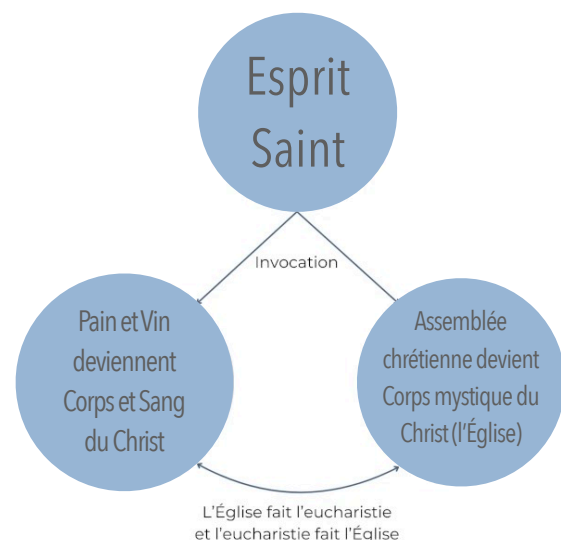 Esprit
Saint
Invocation
Pain et Vin
deviennent
Corps et Sang
du Christ
Assemblée
chrétienne devient
Corps mystique du
Christ (l'Église)
L'Église fait l'eucharistie
et l'eucharistie fait l'Église